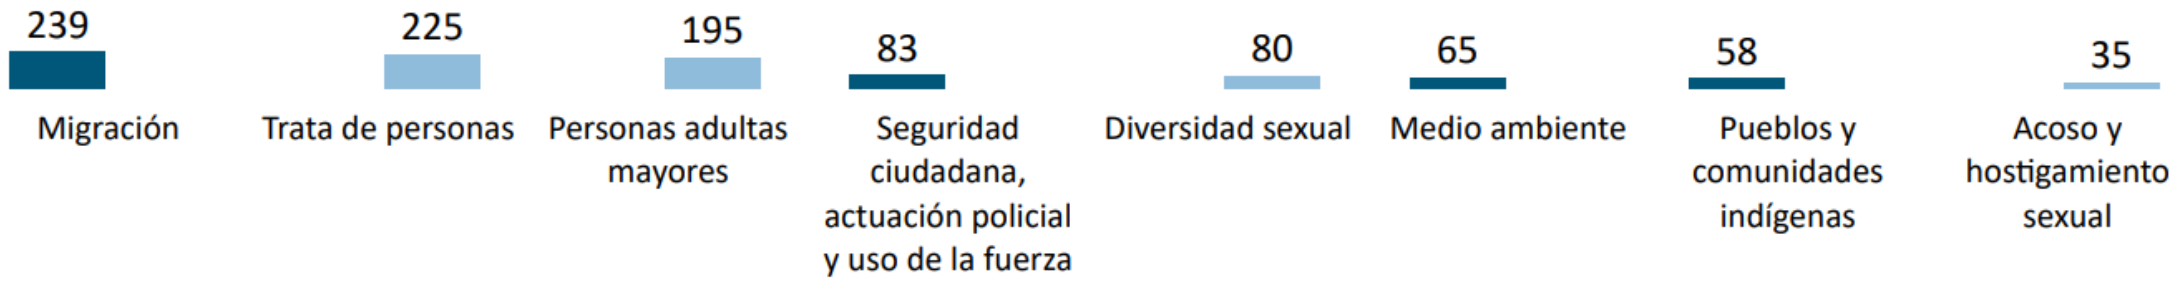 239
225
195
83
80
65
58
35
Migración
Trata de personas
Personas adultas
mayores
Seguridad
ciudadana,
actuación policial
y uso de la fuerza
Diversidad sexual
Medio ambiente
Pueblos y
comunidades
indígenas
Acoso y
hostigamiento
sexual